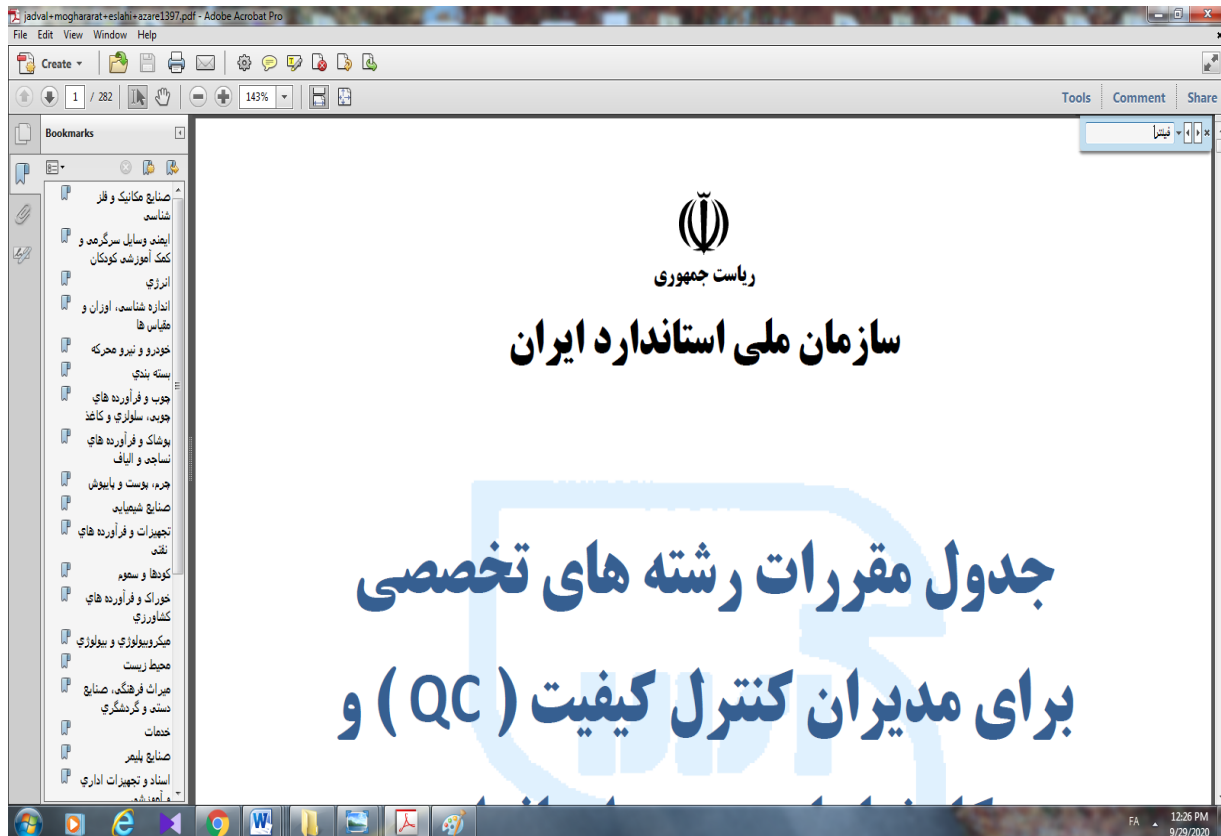 jadval+mogharat+eslahi+azare1397.pdf - Adobe Acrobat Pro
File Edit View Window Help
Create
1 / 282
143%
Tools Comment Share
Bookmarks
فیلتر
صنایع مکانیک و فلز
شناسی
ایمنی وسایل سرگرمی و
کمک آموزشی کودکان
انرژي
اندازه شناسی، اوزان و
مقیاس ها
خودرو و نیرو محرکه
بسته بندي
چوب و فرآورده هاي
چوبی، سلولزي و کاغذ
پوشاک و فرآورده هاي
نساجی و الیاف
چرم، پوست و پاپوش
صنایع شیمیایی
تجهیزات و فرآورده هاي
نفتی
کودها و سموم
خوراک و فرآورده هاي
کشاورزي
میکروبیولوژي و بیولوژي
محیط زیست
میراث فرهنگی، صنایع
دستی و گردشگري
خدمات
صنایع پلیمر
اسناد و تجهیزات اداري
و آموزشی
ریاست جمهوری
سازمان ملی استاندارد ایران
جدول مقررات رشته های تخصصی
برای مدیران کنترل کیفیت ( QC ) و
FA
12:26 PM
9/29/2020